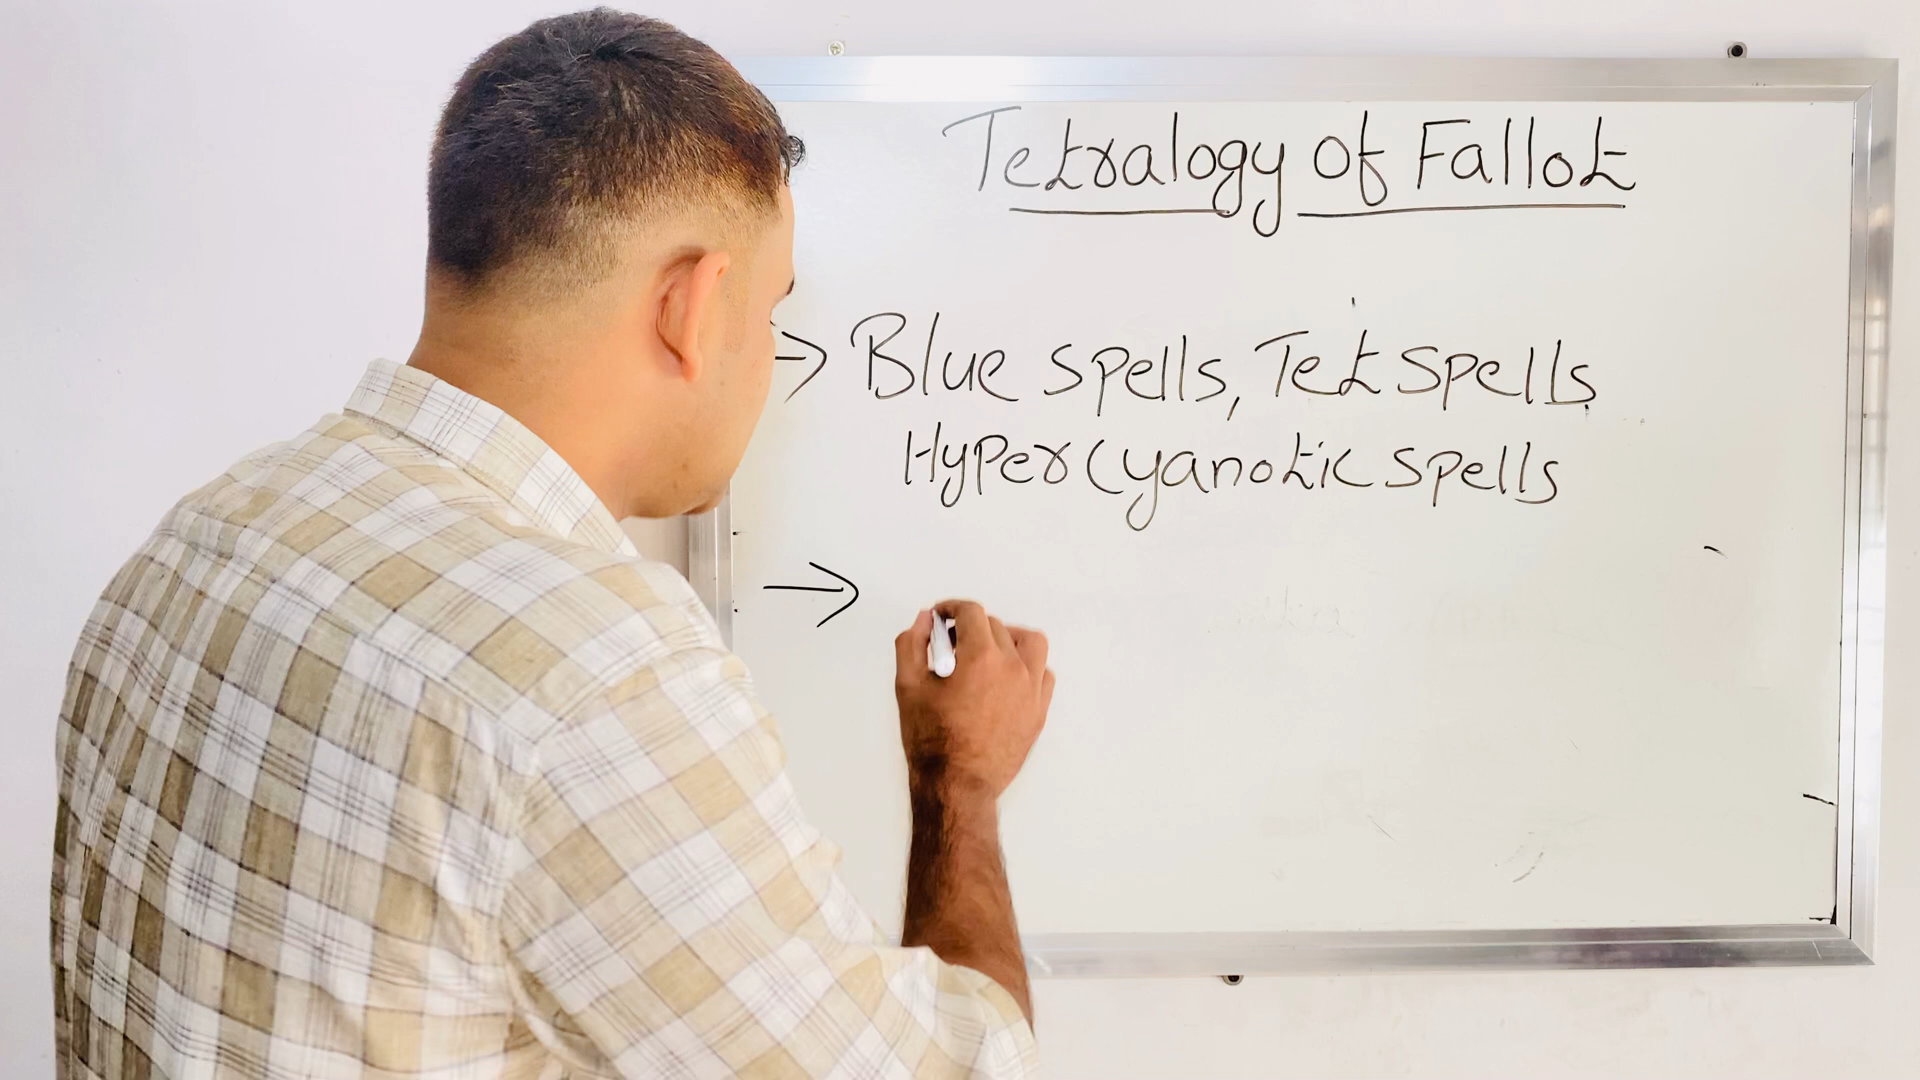 Tetralogy of Fallot
→ Blue spells, Tet spells
Hypercyanotic spells
→